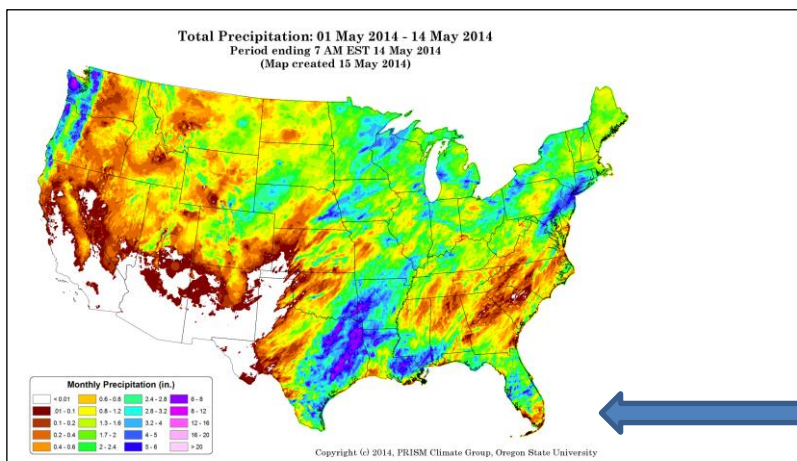 Total Precipitation: 01 May 2014 - 14 May 2014
Period ending 7 AM EST 14 May 2014
(Map created 15 May 2014)
Monthly Precipitation (in.)
< 0.01
.01 - 0.1
0.1 - 0.2
0.2 - 0.4
0.4 - 0.6
0.6 - 0.8
0.8 - 1.2
1.3 - 1.6
1.7 - 2
2 - 2.4
2.4 - 2.8
2.8 - 3.2
3.2 - 4
4 - 5
5 - 6
6 - 8
8 - 12
12 - 16
16 - 20
> 20
Copyright (c) 2014, PRISM Climate Group, Oregon State University